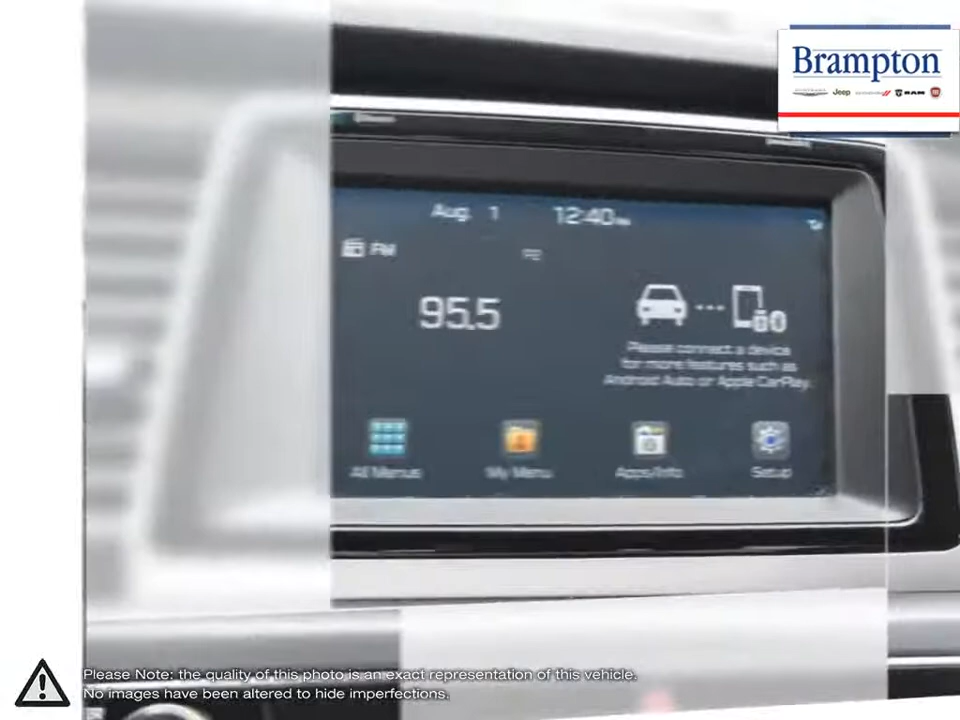 Brampton
Jeep RAM
Aug. 1 12:40
FM
95.5
Please connect a device
for more features such as
Android Auto or Apple CarPlay.
All Menus My Menu Apps/Info Setup
Please Note: the quality of this photo is an exact representation of this vehicle.
No images have been altered to hide imperfections.